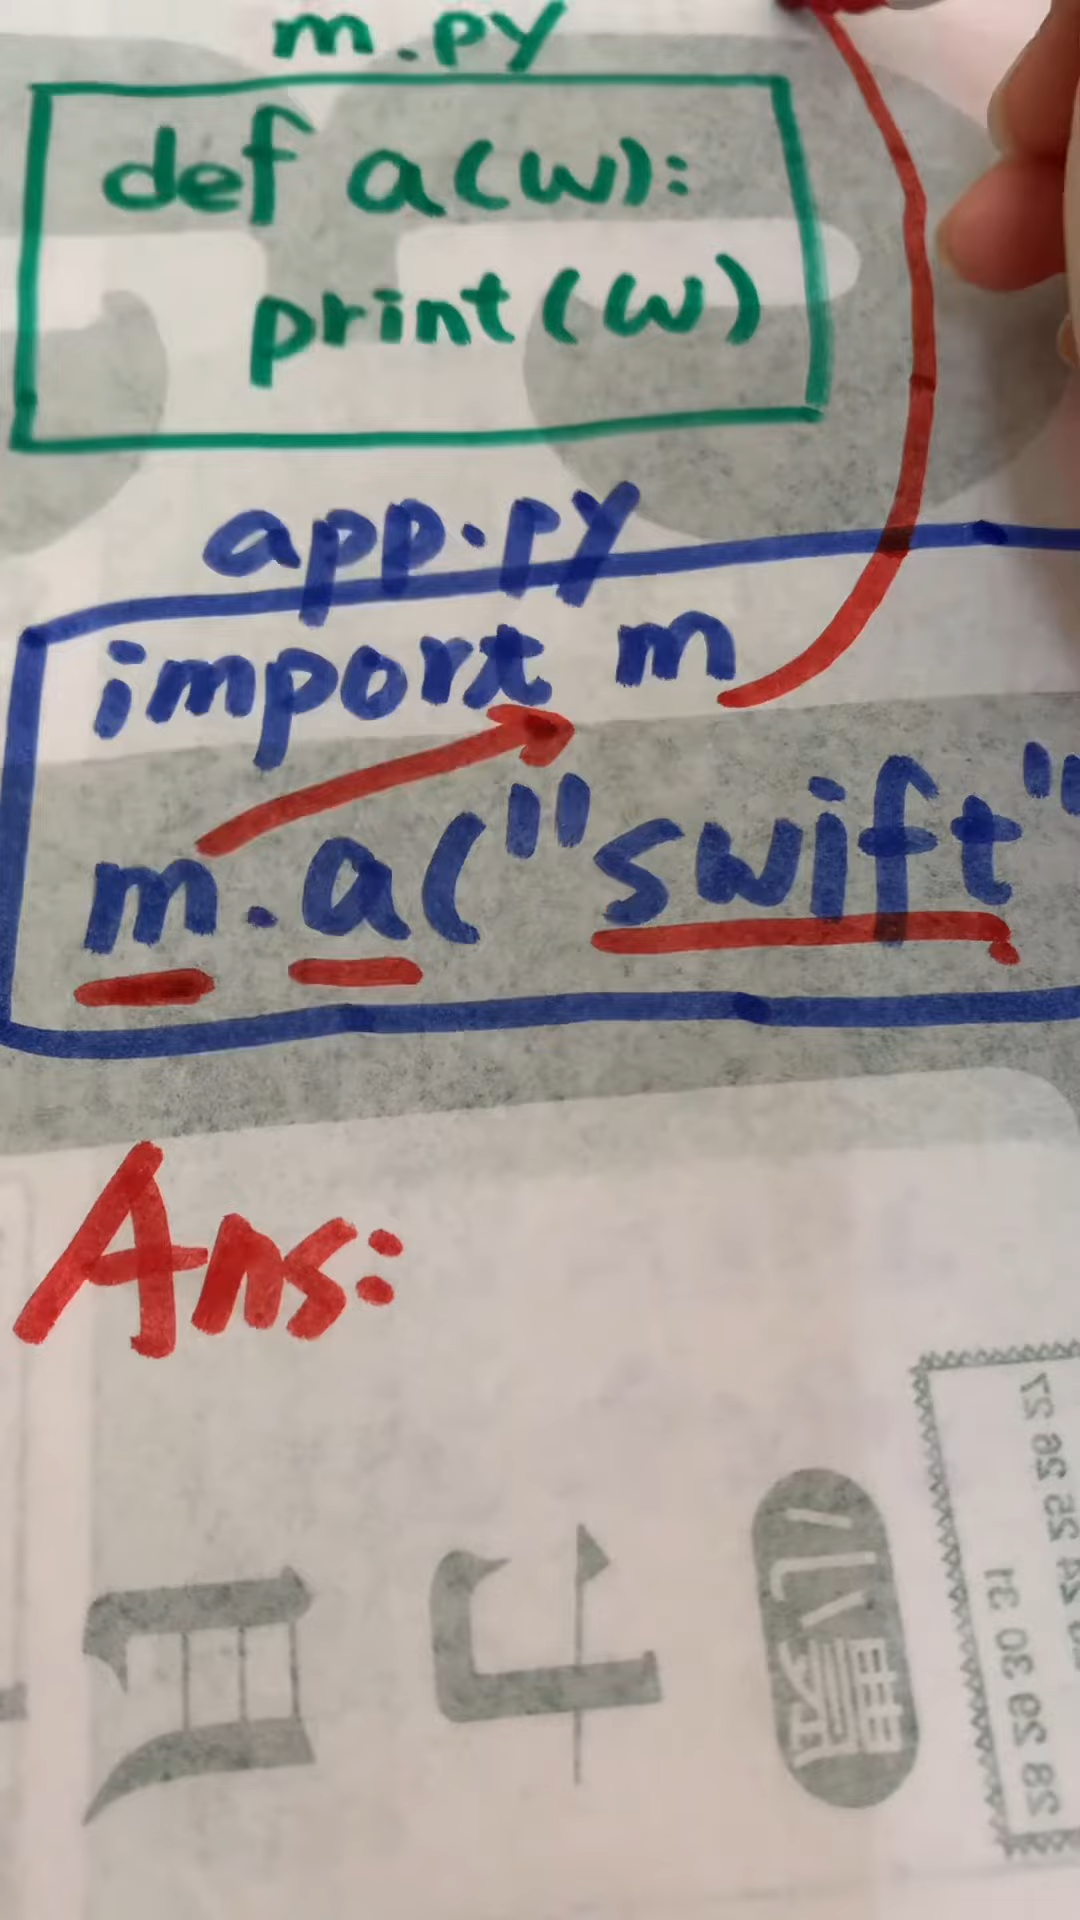 m.py
def a(w):
print(w)
app.py
import m
m.a("swift"
Ans: